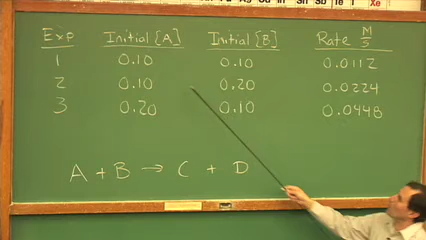 Exp Initial [A] Initial [B] Rate M/s
1 0.10 0.10 0.0112
2 0.10 0.20 0.0224
3 0.20 0.10 0.0448
A + B → C + D